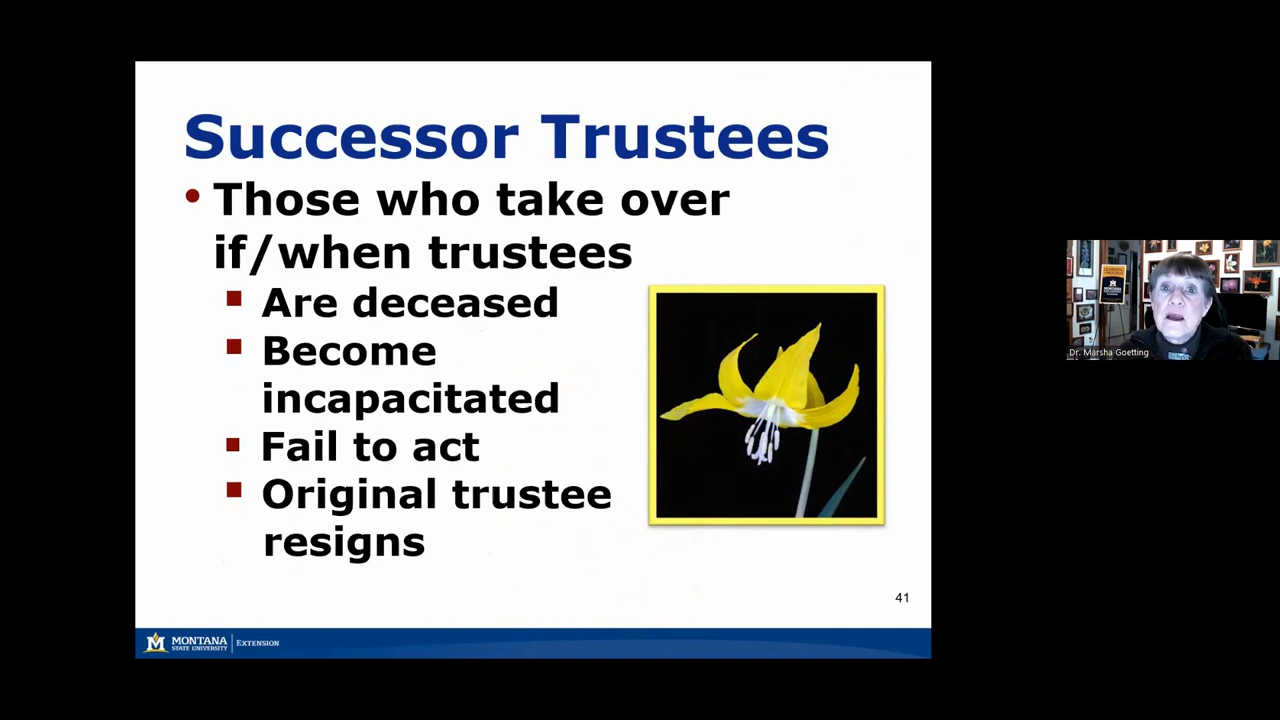 Successor Trustees
• Those who take over
if/when trustees
▪ Are deceased
▪ Become
incapacitated
▪ Fail to act
▪ Original trustee
resigns
41
M MONTANA
STATE UNIVERSITY
EXTENSION
Dr. Marsha Goetting